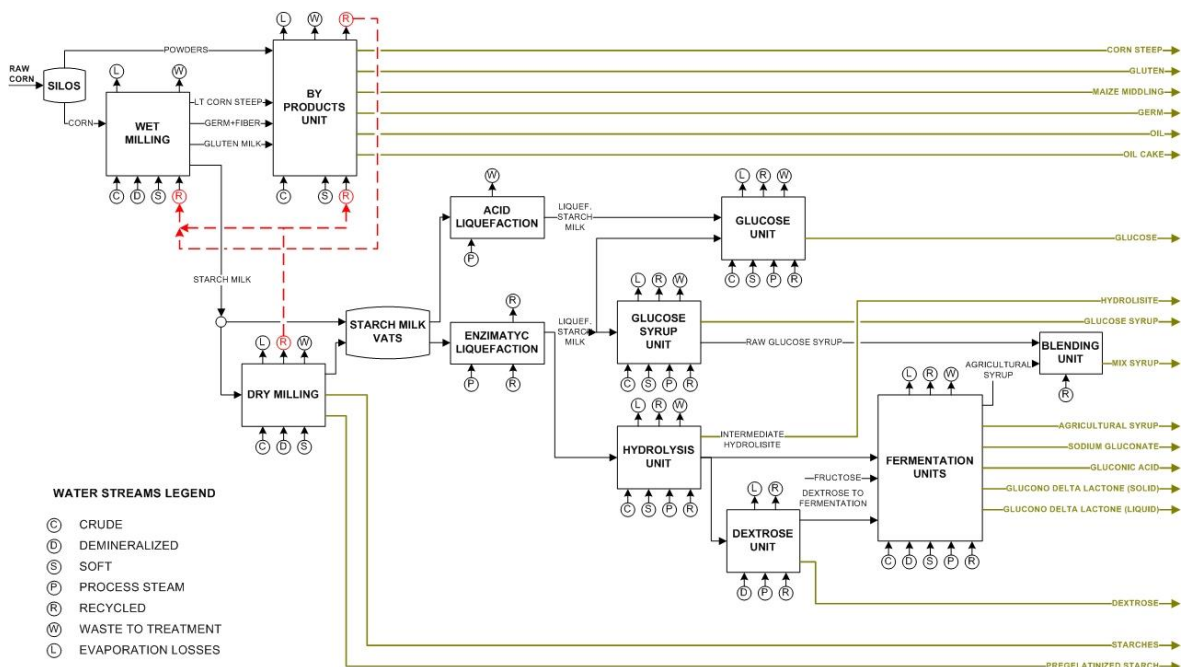 L W R
POWDERS
CORN STEEP
RAW
CORN
SILOS
L W
GLUTEN
BY
PRODUCTS
UNIT
MAIZE MIDDLING
LT CORN STEEP
CORN
WET
MILLING
GERM+FIBER
GERM
GLUTEN MILK
OIL
OIL CAKE
C D S R
C S R
W
L R W
ACID
LIQUEFACTION
LIQUEF.
STARCH
MILK
GLUCOSE
UNIT
GLUCOSE
P
C S P R
STARCH MILK
L R W
R
HYDROLISITE
STARCH MILK
VATS
ENZIMATYC
LIQUEFACTION
LIQUEF.
STARCH
MILK
GLUCOSE
SYRUP
UNIT
GLUCOSE SYRUP
RAW GLUCOSE SYRUP
BLENDING
UNIT
MIX SYRUP
L R W
P R
C S P R
AGRICULTURAL
SYRUP
R
L R W
DRY MILLING
L R W
C D S
INTERMEDIATE
HYDROLISITE
HYDROLYSIS
UNIT
FERMENTATION
UNITS
AGRICULTURAL SYRUP
SODIUM GLUCONATE
GLUCONIC ACID
FRUCTOSE
GLUCONO DELTA LACTONE (SOLID)
DEXTROSE TO
FERMENTATION
GLUCONO DELTA LACTONE (LIQUID)
C S P R
L R
DEXTROSE
UNIT
C D S P R
D P R
DEXTROSE
STARCHES
PREGELATINIZED STARCH
WATER STREAMS LEGEND
C CRUDE
D DEMINERALIZED
S SOFT
P PROCESS STEAM
R RECYCLED
W WASTE TO TREATMENT
L EVAPORATION LOSSES